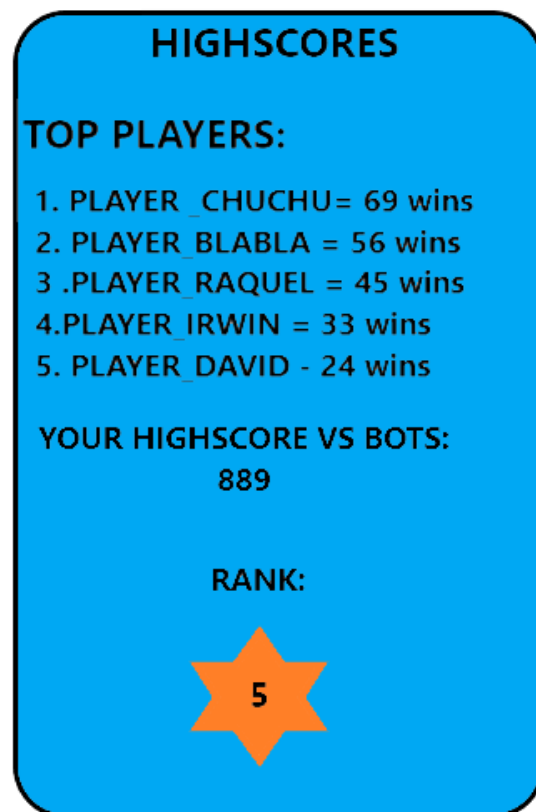 HIGHSCORES
TOP PLAYERS:
1. PLAYER _CHUCHU= 69 wins
2. PLAYER_BLABLA = 56 wins
3 .PLAYER_RAQUEL = 45 wins
4.PLAYER_IRWIN = 33 wins
5. PLAYER_DAVID - 24 wins
YOUR HIGHSCORE VS BOTS:
889
RANK:
5